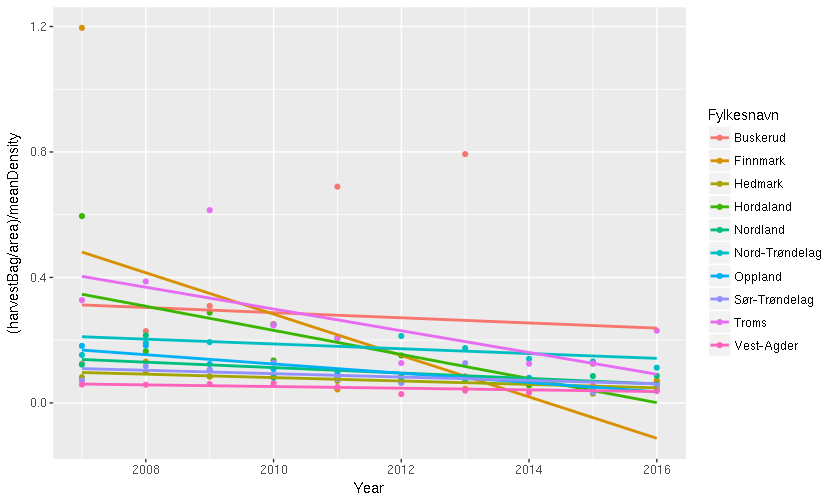 1.2
0.8
0.4
0.0
(harvestBag/area)/meanDensity
2008
2010
2012
2014
2016
Year
Fylkesnavn
Buskerud
Finnmark
Hedmark
Hordaland
Nordland
Nord-Trøndelag
Oppland
Sør-Trøndelag
Troms
Vest-Agder